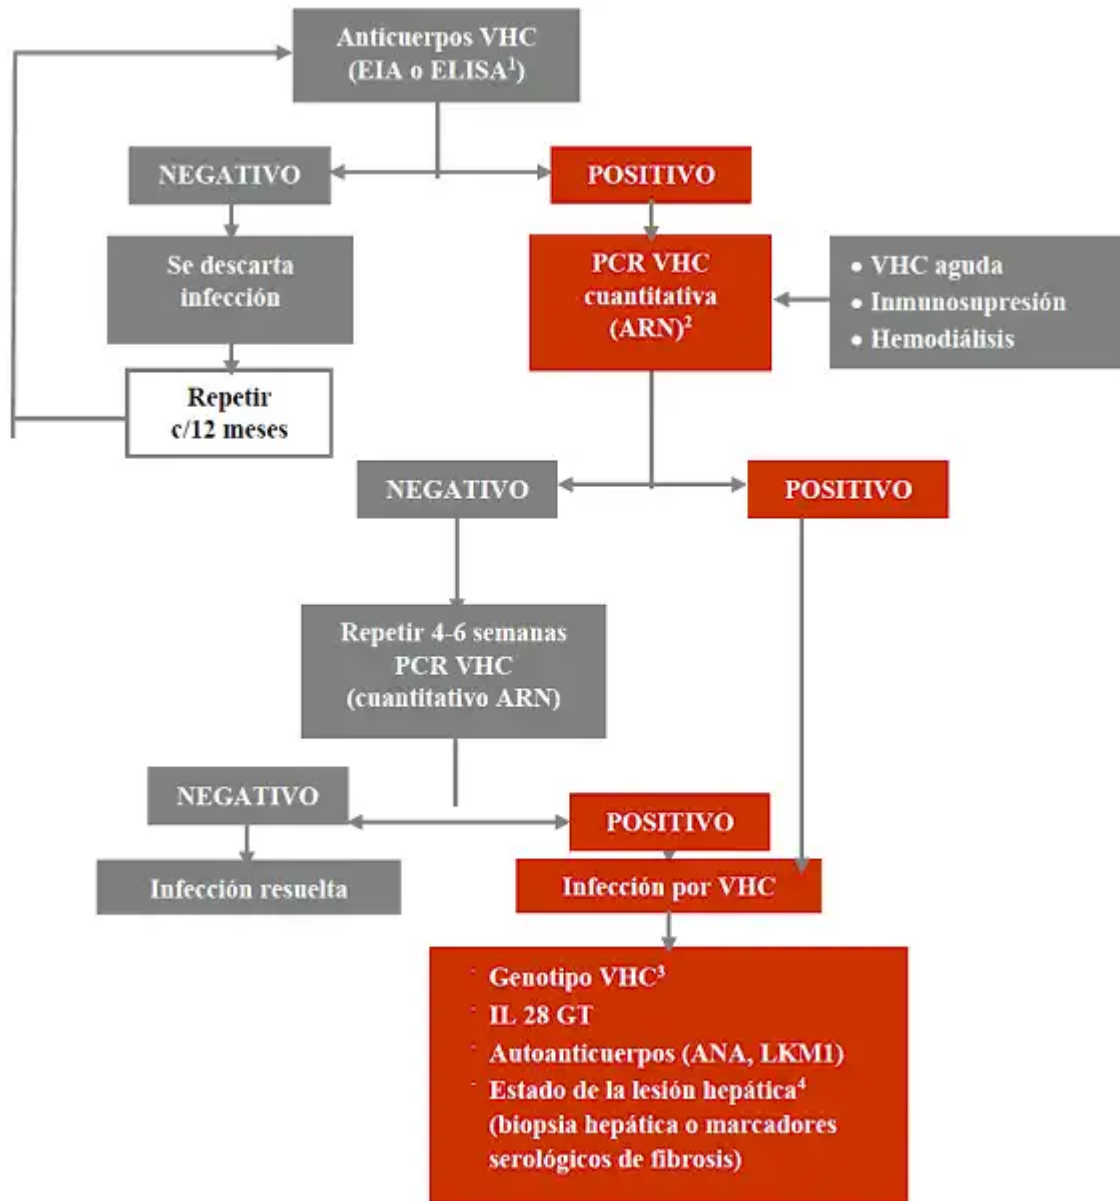 Anticuerpos VHC
(EIA o ELISA¹)
NEGATIVO
POSITIVO
Se descarta
infección
PCR VHC
cuantitativa
(ARN)²
• VHC aguda
• Inmunosupresión
• Hemodiálisis
Repetir
c/12 meses
NEGATIVO
POSITIVO
Repetir 4-6 semanas
PCR VHC
(cuantitativo ARN)
NEGATIVO
POSITIVO
Infección resuelta
Infección por VHC
· Genotipo VHC³
· IL 28 GT
· Autoanticuerpos (ANA, LKM1)
· Estado de la lesión hepática⁴
(biopsia hepática o marcadores
serológicos de fibrosis)